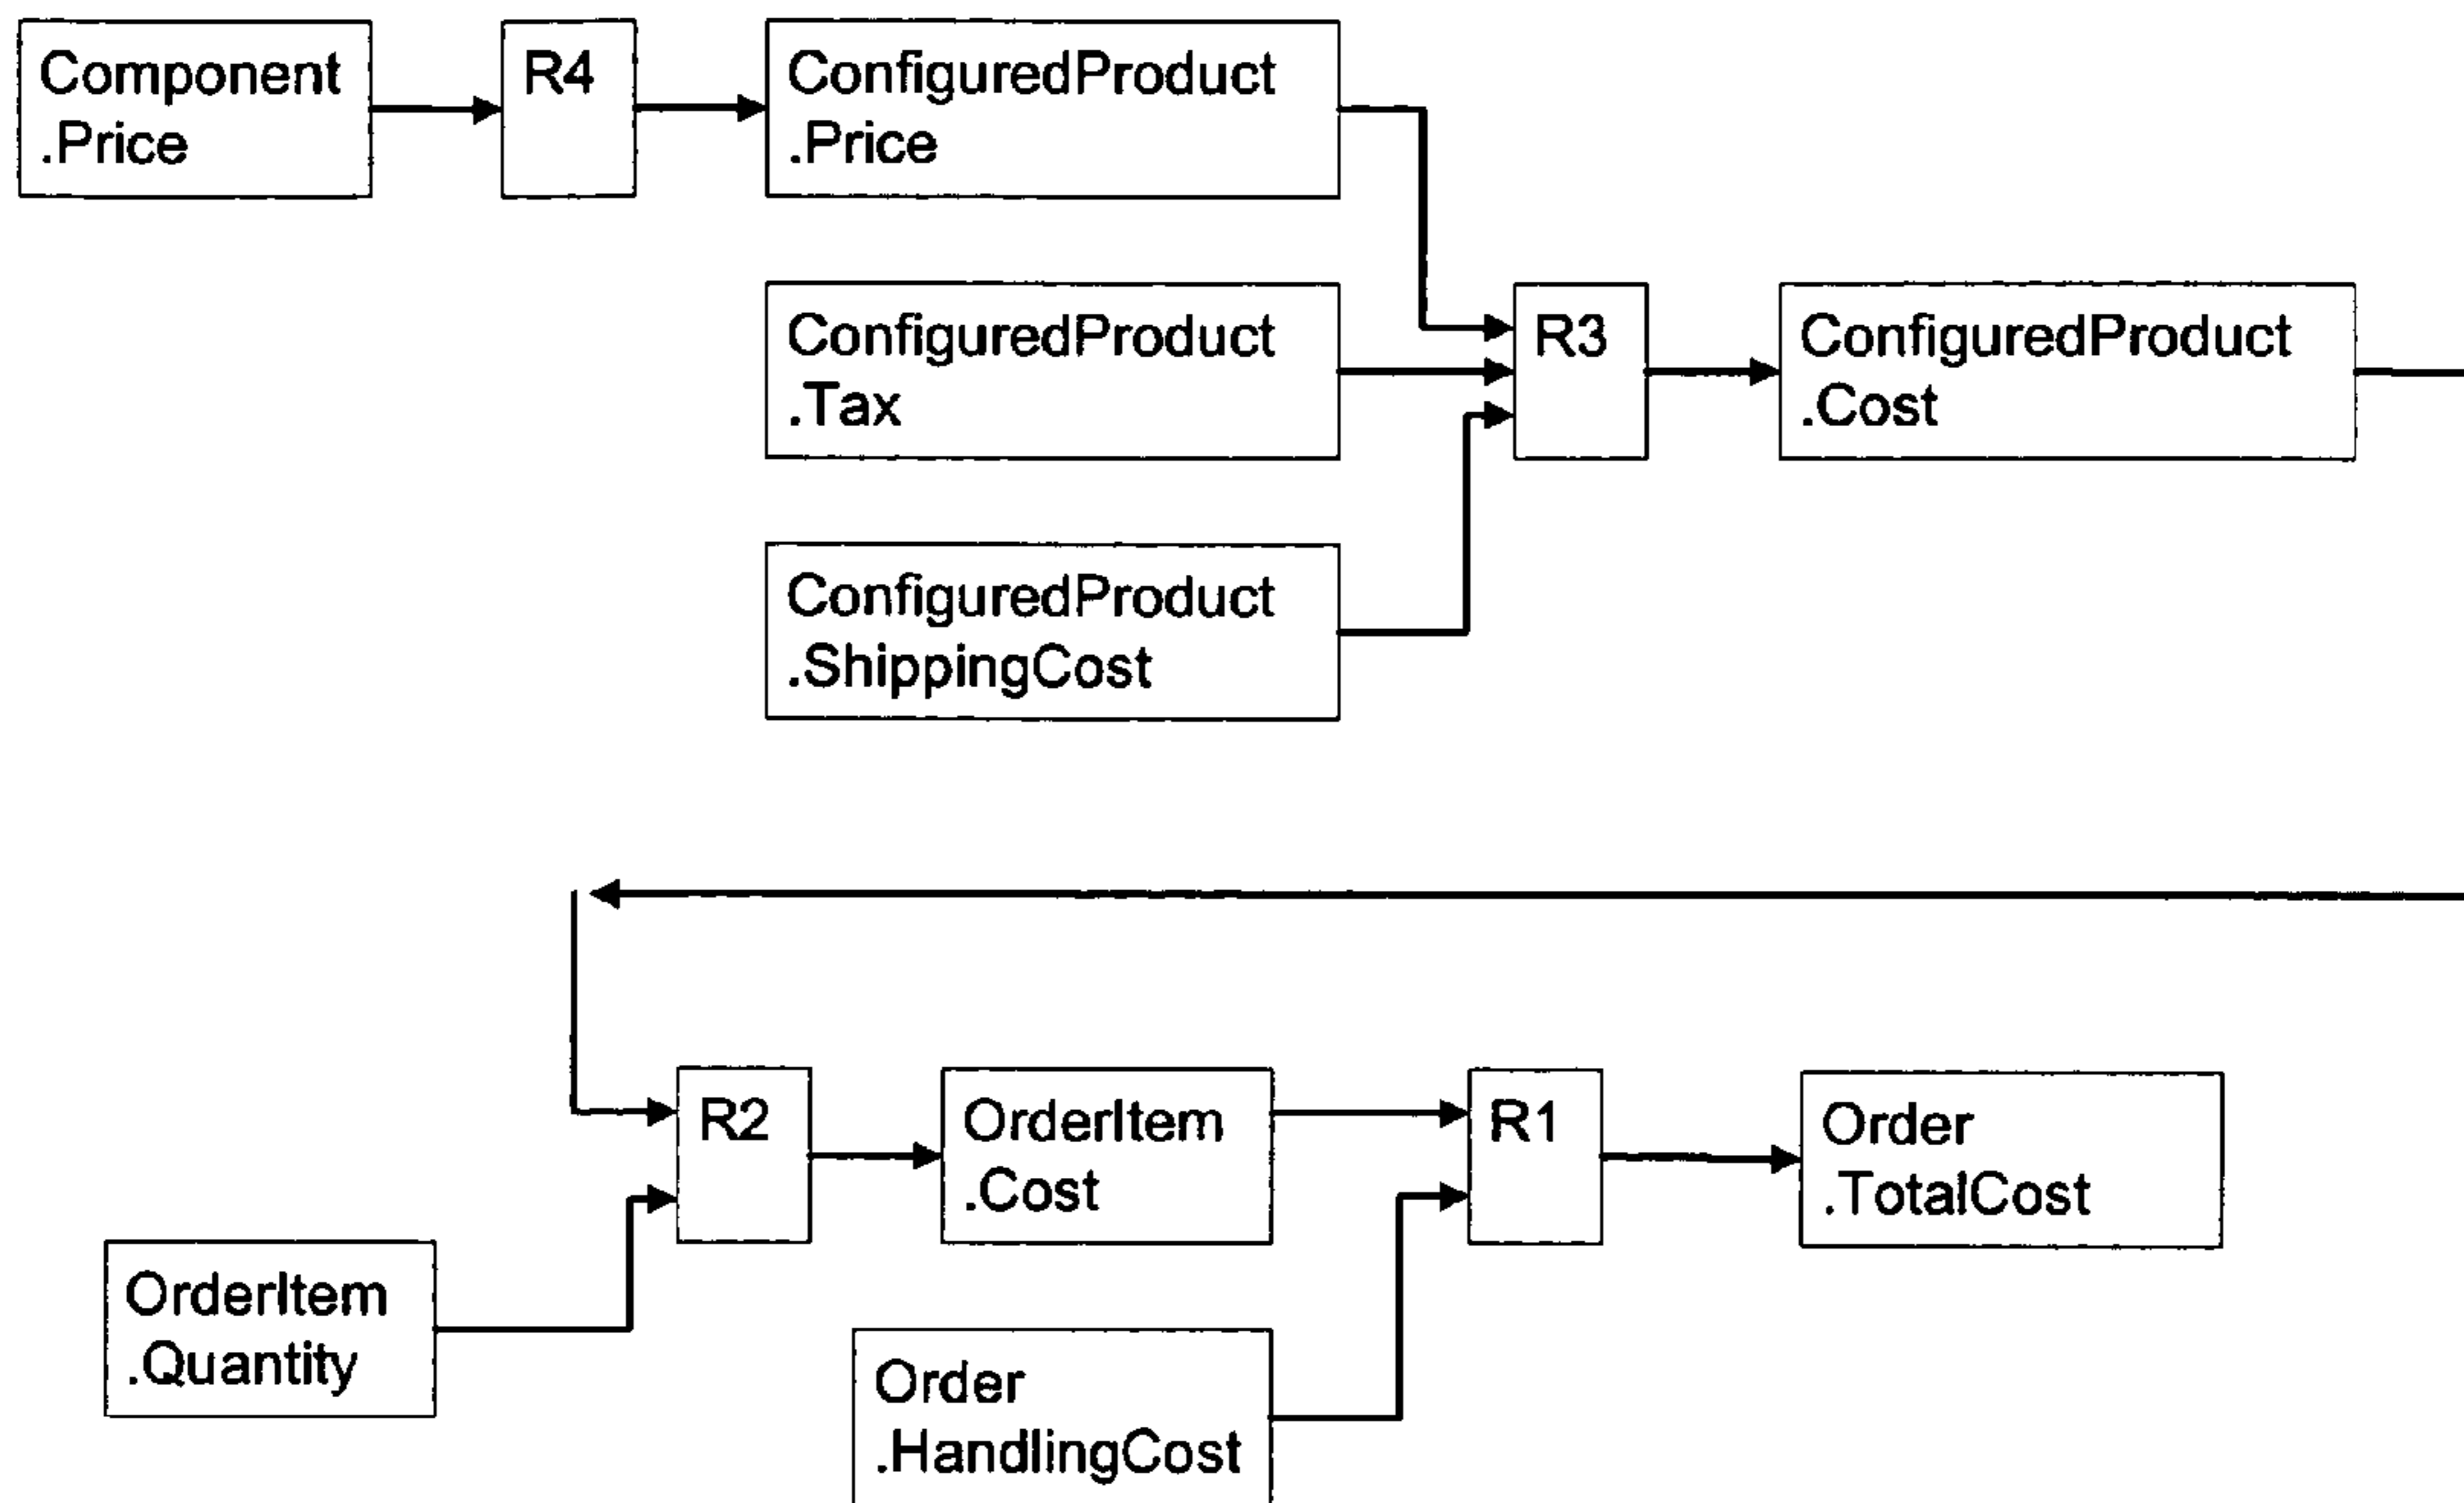 Component
.Price
R4
ConfiguredProduct
.Price
ConfiguredProduct
.Tax
R3
ConfiguredProduct
.Cost
ConfiguredProduct
.ShippingCost
R2
OrderItem
.Cost
R1
Order
.TotalCost
OrderItem
.Quantity
Order
.HandlingCost